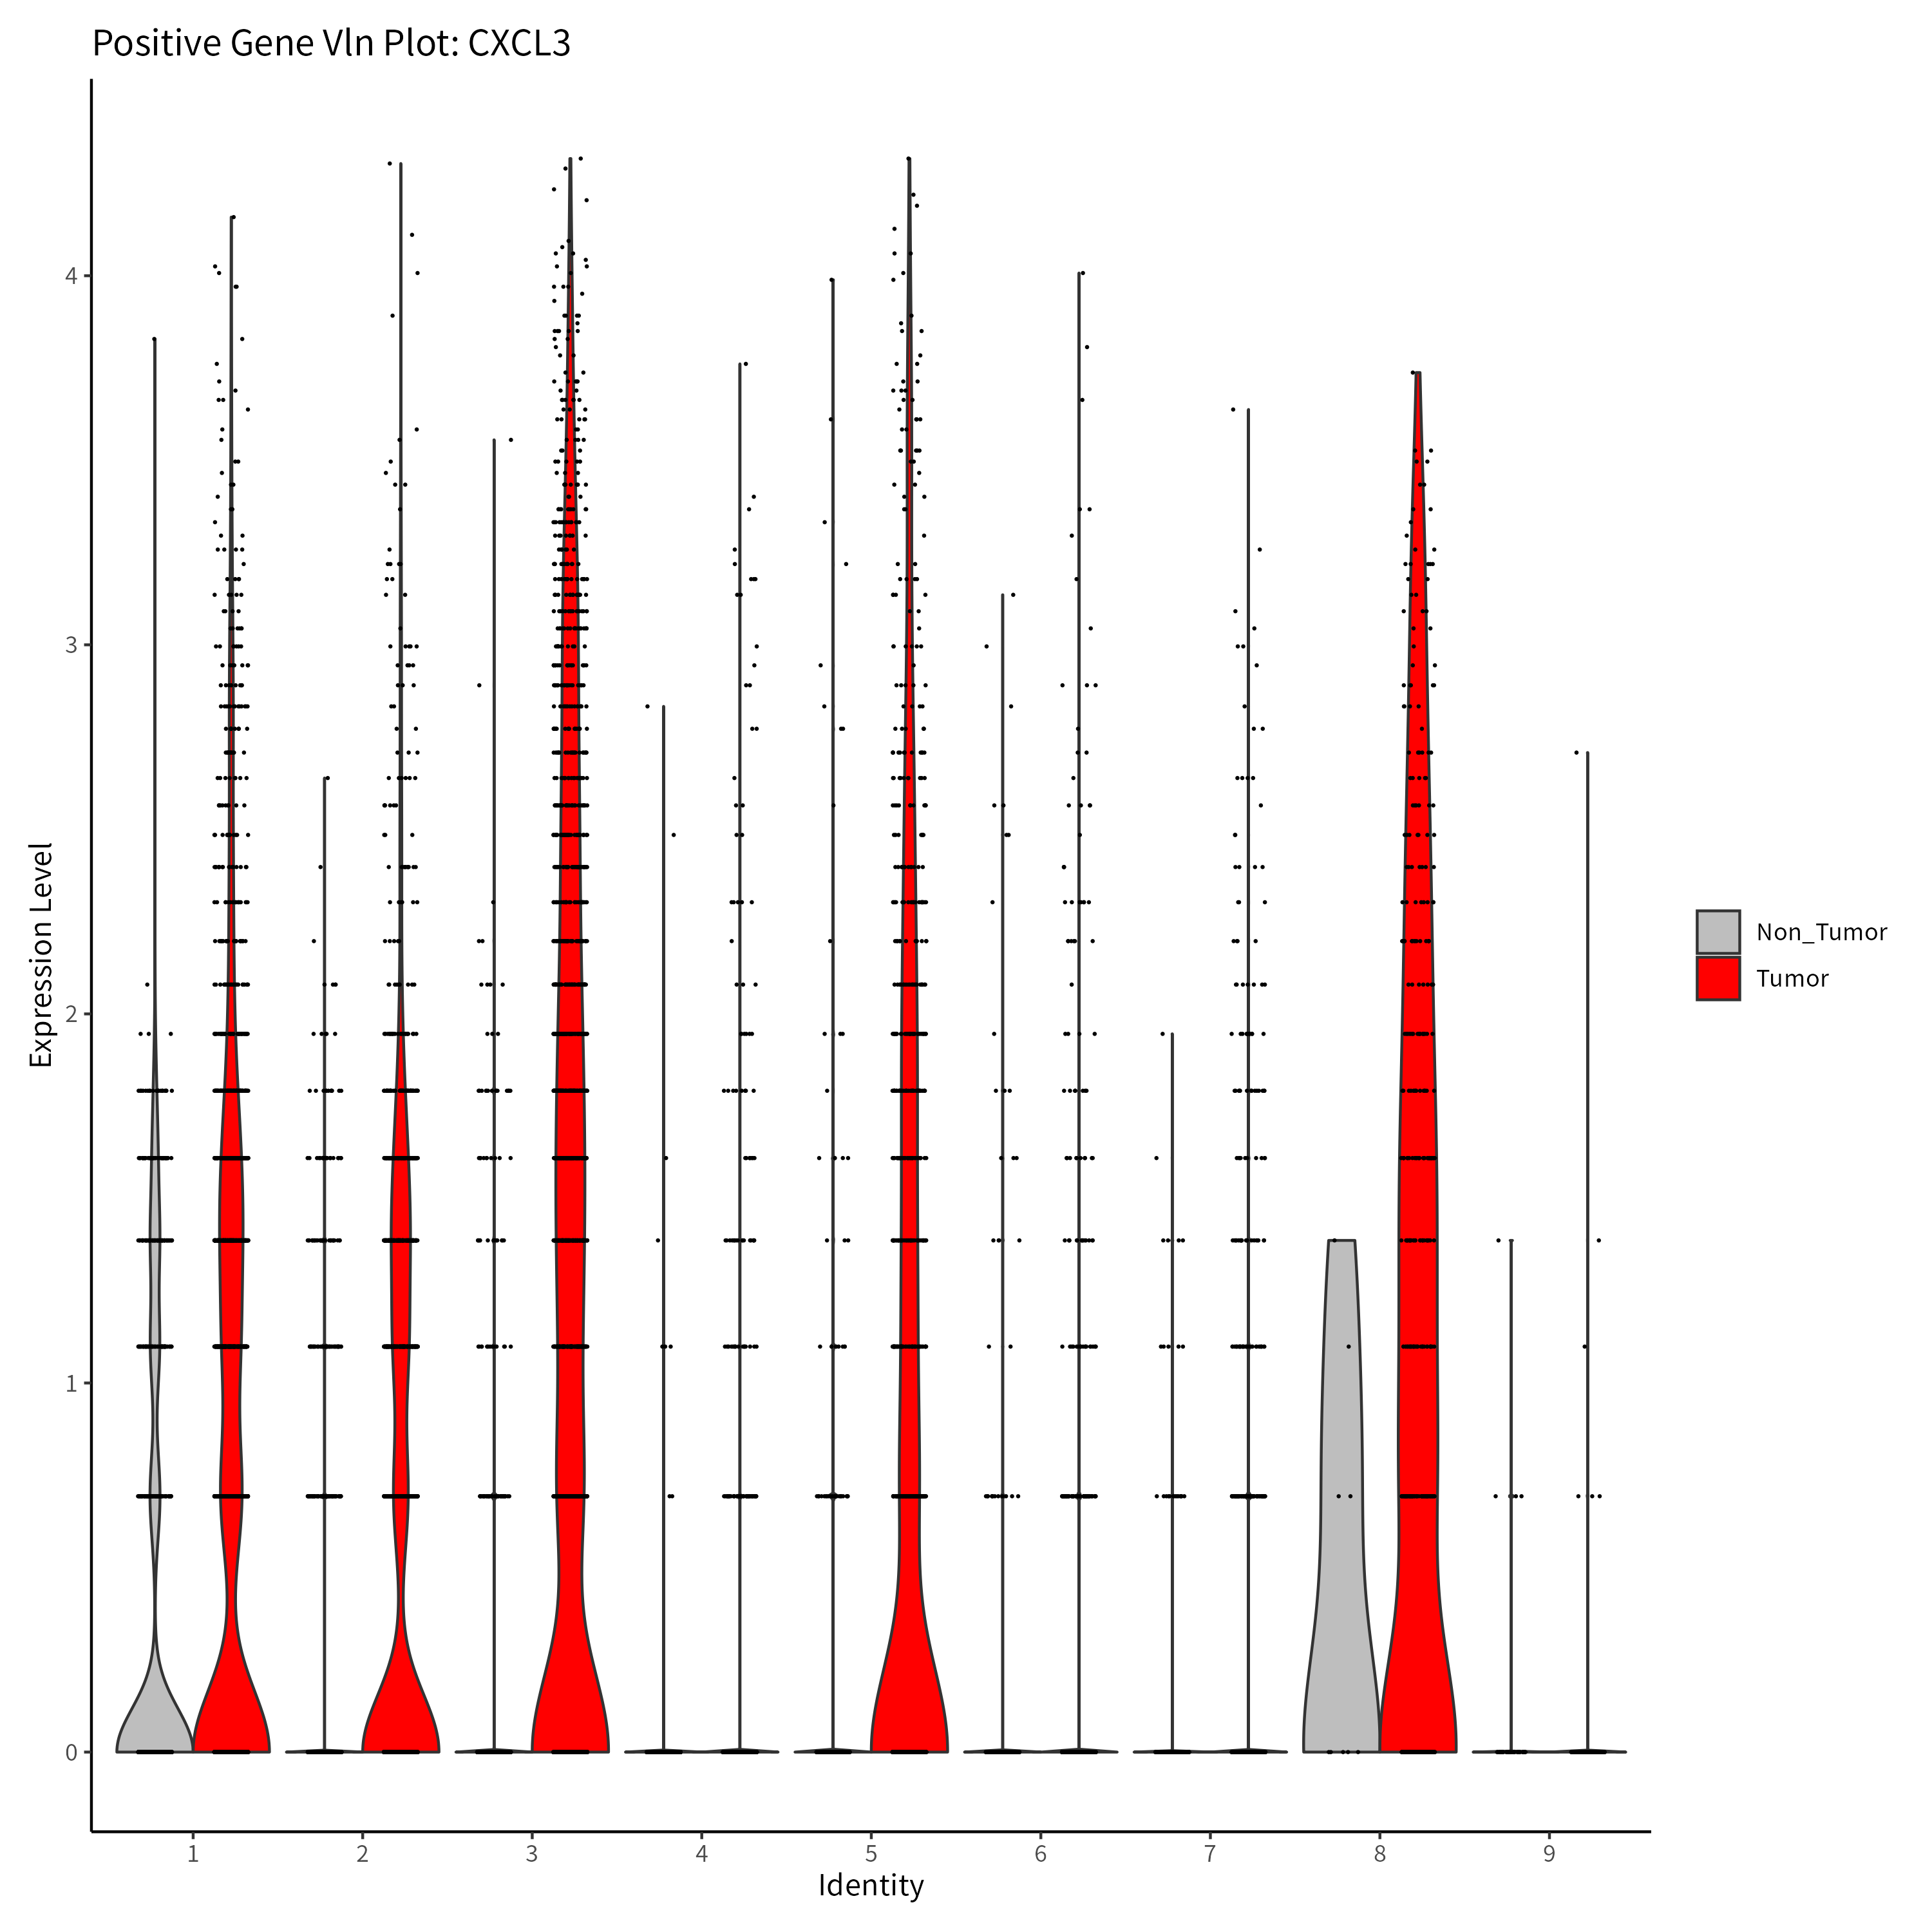 Positive Gene Vln Plot: CXCL3
Expression Level
4
3
2
1
0
1 2 3 4 5 6 7 8 9
Identity
Non_Tumor
Tumor